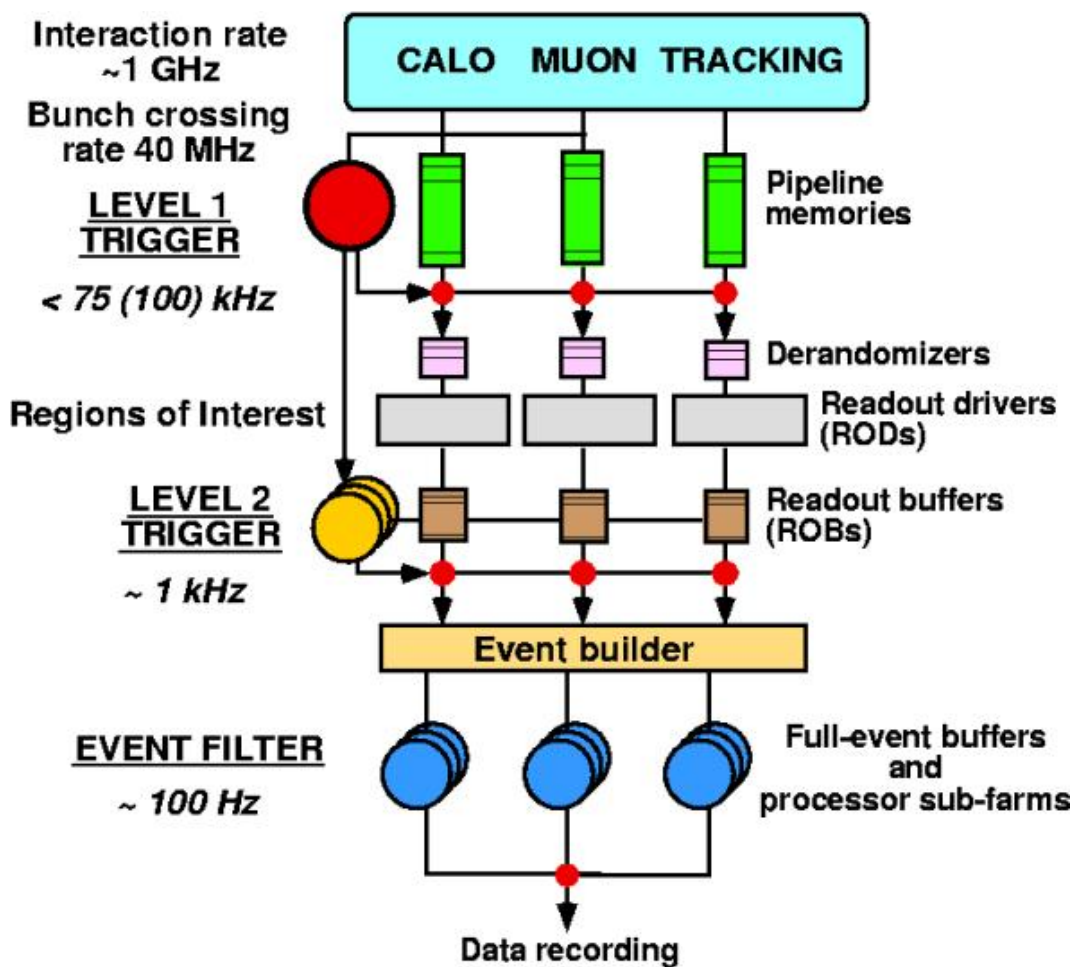 Interaction rate
~1 GHz
CALO MUON TRACKING
Bunch crossing
rate 40 MHz
Pipeline
memories
LEVEL 1
TRIGGER
< 75 (100) kHz
Derandomizers
Regions of Interest
Readout drivers
(RODs)
LEVEL 2
TRIGGER
Readout buffers
(ROBs)
~ 1 kHz
Event builder
EVENT FILTER
~ 100 Hz
Full-event buffers
and
processor sub-farms
Data recording